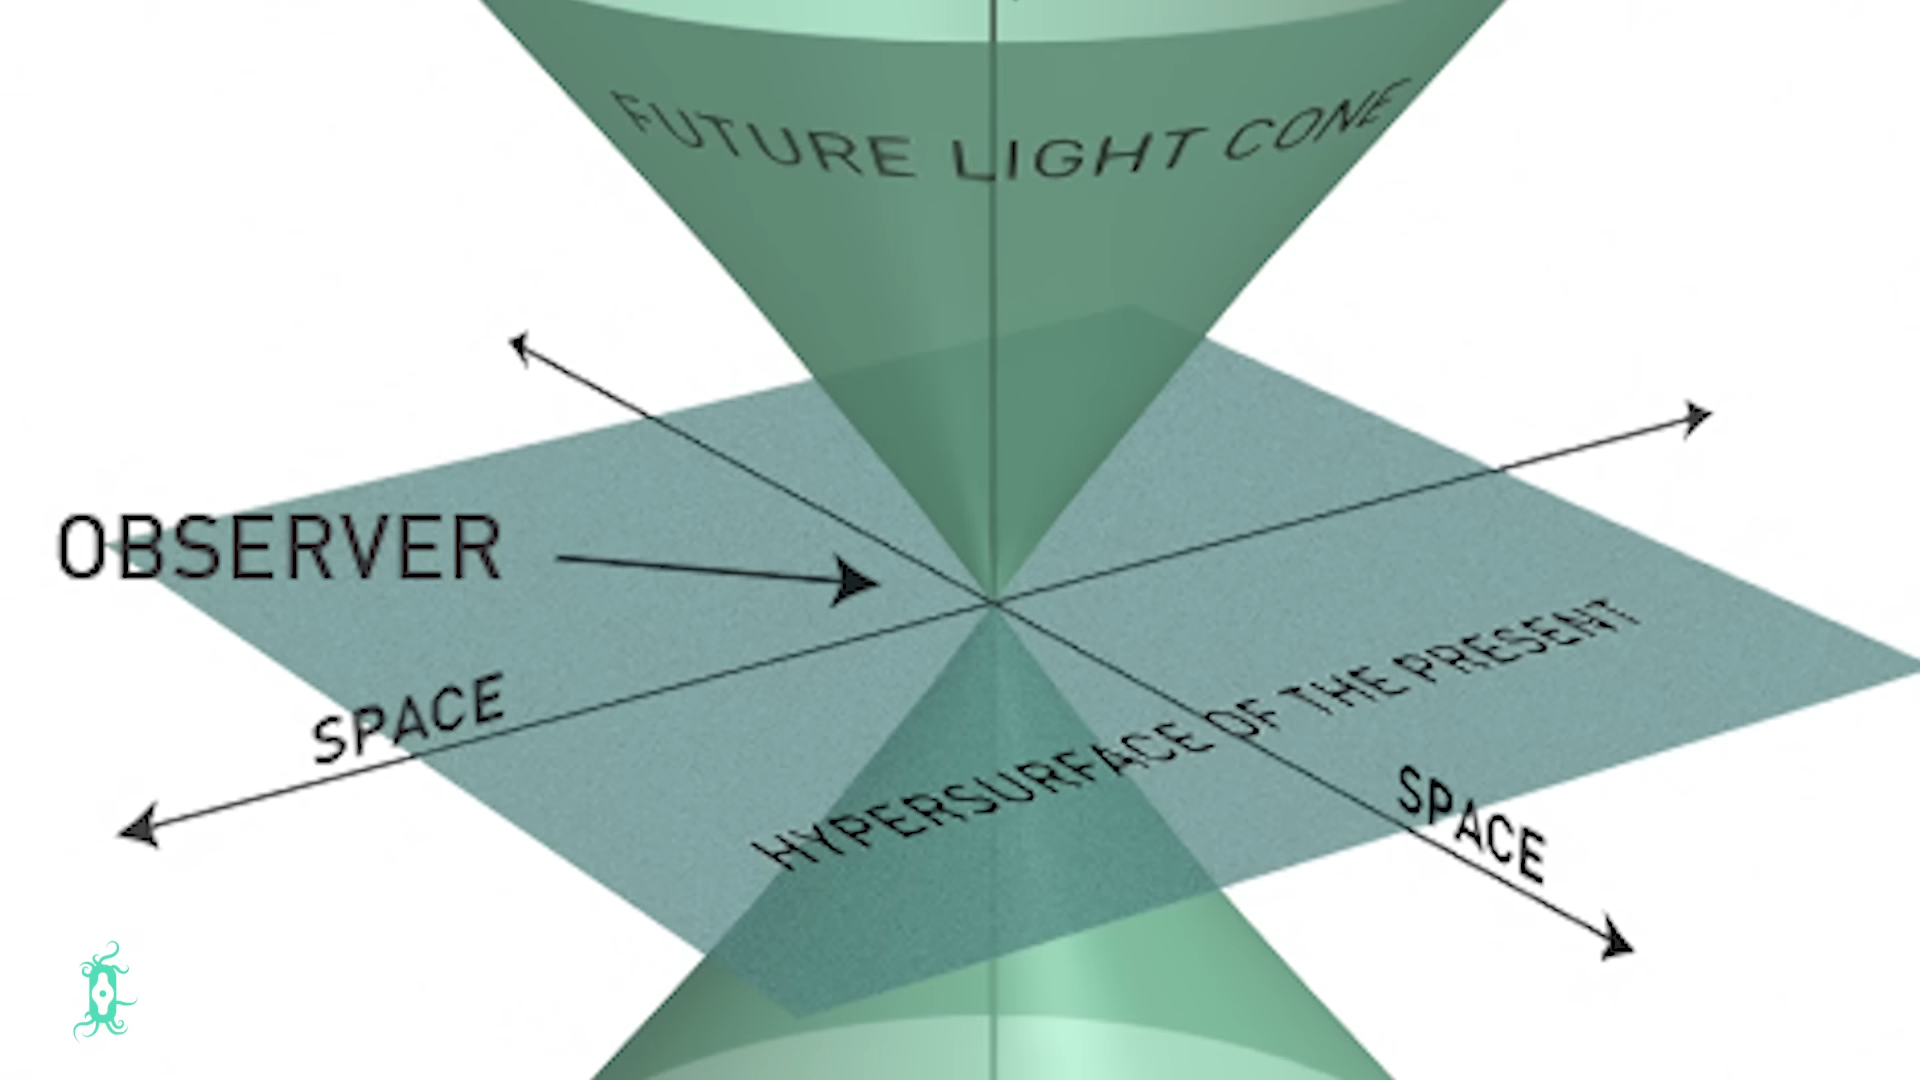 FUTURE LIGHT CONE
OBSERVER
SPACE
HYPERSURFACE OF THE PRESENT
SPACE